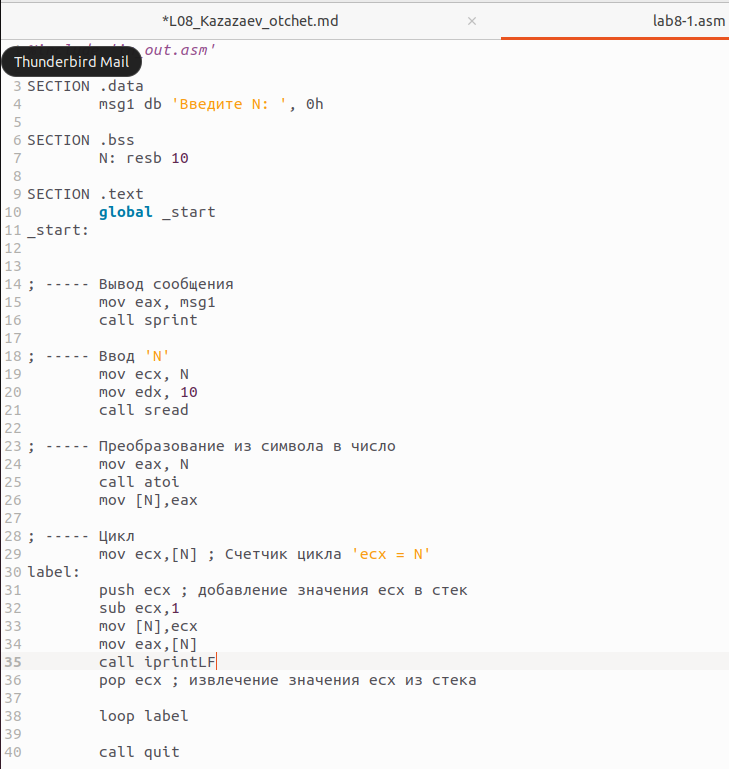 *L08_Kazazaev_otchet.md × lab8-1.asm
_out.asm'
Thunderbird Mail
3 SECTION .data
4 msg1 db 'Введите N: ', 0h
5
6 SECTION .bss
7 N: resb 10
8
9 SECTION .text
10 global _start
11 _start:
12
13
14 ; ----- Вывод сообщения
15 mov eax, msg1
16 call sprint
17
18 ; ----- Ввод 'N'
19 mov ecx, N
20 mov edx, 10
21 call sread
22
23 ; ----- Преобразование из символа в число
24 mov eax, N
25 call atoi
26 mov [N],eax
27
28 ; ----- Цикл
29 mov ecx,[N] ; Счетчик цикла 'ecx = N'
30 label:
31 push ecx ; добавление значения ecx в стек
32 sub ecx,1
33 mov [N],ecx
34 mov eax,[N]
35 call iprintLF
36 pop ecx ; извлечение значения ecx из стека
37
38 loop label
39
40 call quit